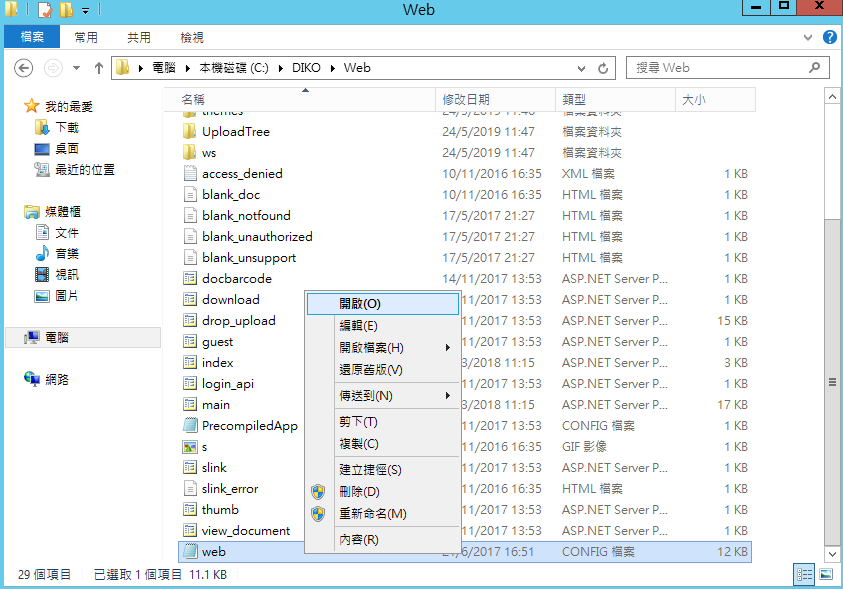 Web
檔案 常用 共用 檢視
電腦 本機磁碟 (C:) DIKO Web
搜尋 Web
我的最愛
下載
桌面
最近的位置
媒體櫃
文件
音樂
視訊
圖片
電腦
網路
名稱 修改日期 類型 大小
themes 24/5/2019 11:48 檔案資料夾
UploadTree 24/5/2019 11:47 檔案資料夾
ws 24/5/2019 11:47 檔案資料夾
access_denied 10/11/2016 16:35 XML 檔案 1 KB
blank_doc 10/11/2016 16:35 HTML 檔案 1 KB
blank_notfound 17/5/2017 21:27 HTML 檔案 1 KB
blank_unauthorized 17/5/2017 21:27 HTML 檔案 1 KB
blank_unsupport 17/5/2017 21:27 HTML 檔案 1 KB
docbarcode 14/11/2017 13:53 ASP.NET Server P... 1 KB
download 11/2017 13:53 ASP.NET Server P... 1 KB
drop_upload 11/2017 13:53 ASP.NET Server P... 15 KB
guest 11/2017 13:53 ASP.NET Server P... 1 KB
index 3/2018 11:15 ASP.NET Server P... 3 KB
login_api 11/2017 13:53 ASP.NET Server P... 1 KB
main 3/2018 11:15 ASP.NET Server P... 17 KB
PrecompiledApp 11/2017 13:53 CONFIG 檔案 1 KB
s 11/2016 16:35 GIF 影像 1 KB
slink 11/2017 13:53 ASP.NET Server P... 1 KB
slink_error 11/2016 16:35 HTML 檔案 1 KB
thumb 11/2017 13:53 ASP.NET Server P... 1 KB
view_document 11/2017 13:53 ASP.NET Server P... 1 KB
web 21/6/2017 16:51 CONFIG 檔案 12 KB
開啟(O)
編輯(E)
開啟檔案(H)
還原舊版(V)
傳送到(N)
剪下(T)
複製(C)
建立捷徑(S)
刪除(D)
重新命名(M)
內容(R)
29 個項目 已選取 1 個項目 11.1 KB